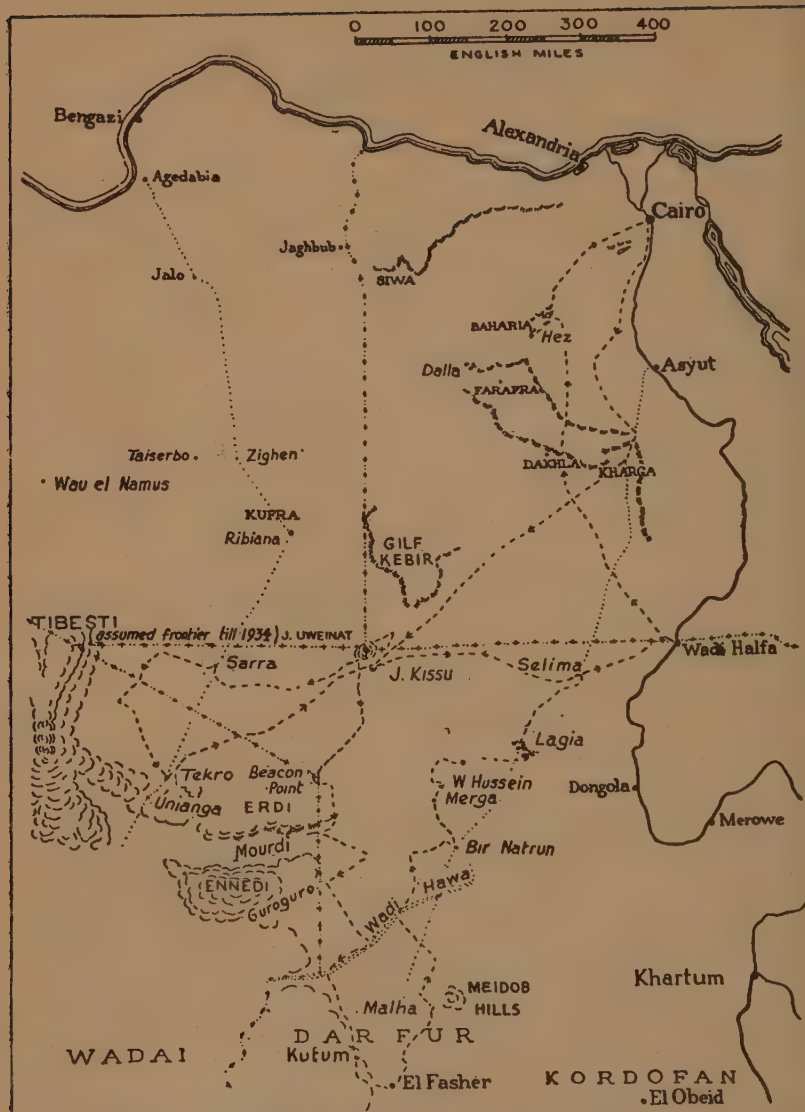 0 100 200 300 400
ENGLISH MILES
Bengazi
Alexandria
Agedabia
Cairo
Jaghbub
Jalo
SIWA
BAHARIA
Hez
Dalla
Asyut
FARAFRA
Taiserbo
Zighen
DAKHLA
KHARGA
Wau el Namus
KUFRA
Ribiana
GILF
KEBIR
TIBESTI
(assumed frontier till 1934)
J. UWEINAT
Sarra
Selima
Wadi Halfa
J. KISSU
Lagia
Tekro
Beacon
Point
W Hussein
Unianga
ERDI
Merga
Dongola
Merowe
Mourdi
Bir Natrun
ENNEDI
Guroguro
Wadi Hawa
Khartum
MEIDOB
HILLS
Malha
DARFUR
WADAI
Kutum
El Fasher
KORDOFAN
El Obeid